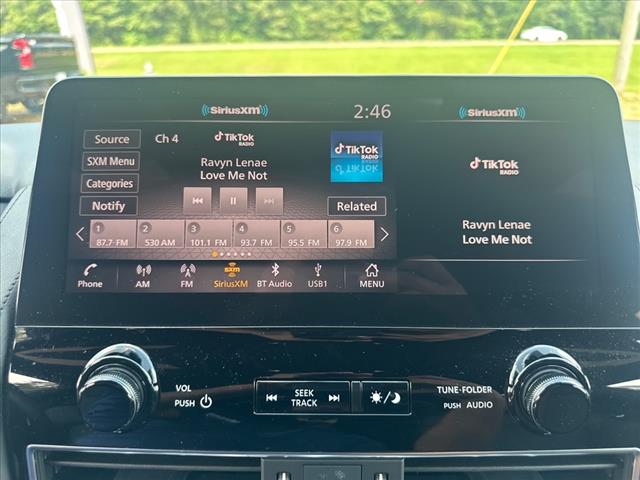 SiriusXM 2:46 SiriusXM
Source Ch 4 TikTok RADIO
SXM Menu
Categories
Notify
Ravyn Lenae
Love Me Not
TikTok RADIO
Related
1 87.7 FM 2 530 AM 3 101.1 FM 4 93.7 FM 5 95.5 FM 6 97.9 FM
Phone AM FM SXM SiriusXM BT Audio USB1 MENU
TikTok RADIO
Ravyn Lenae
Love Me Not
VOL
PUSH
SEEK
TRACK
TUNE·FOLDER
PUSH AUDIO